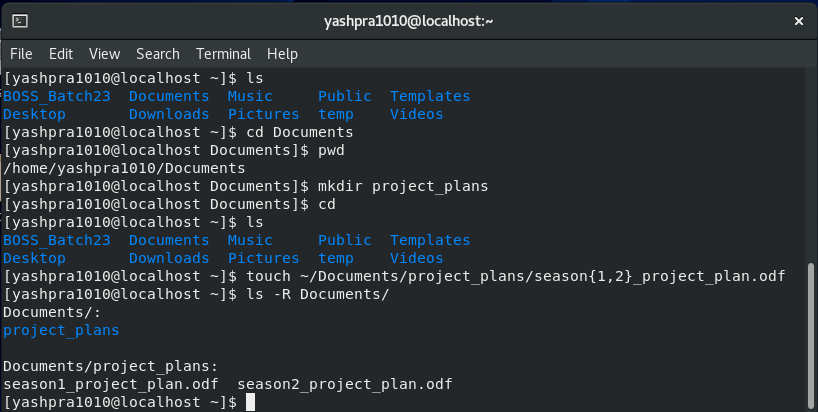 yashpra1010@localhost:~
File Edit View Search Terminal Help
[yashpra1010@localhost ~]$ ls
BOSS_Batch23  Documents  Music     Public  Templates
Desktop       Downloads  Pictures  temp    Videos
[yashpra1010@localhost ~]$ cd Documents
[yashpra1010@localhost Documents]$ pwd
/home/yashpra1010/Documents
[yashpra1010@localhost Documents]$ mkdir project_plans
[yashpra1010@localhost Documents]$ cd
[yashpra1010@localhost ~]$ ls
BOSS_Batch23  Documents  Music     Public  Templates
Desktop       Downloads  Pictures  temp    Videos
[yashpra1010@localhost ~]$ touch ~/Documents/project_plans/season{1,2}_project_plan.odf
[yashpra1010@localhost ~]$ ls -R Documents/
Documents/:
project_plans
Documents/project_plans:
season1_project_plan.odf  season2_project_plan.odf
[yashpra1010@localhost ~]$